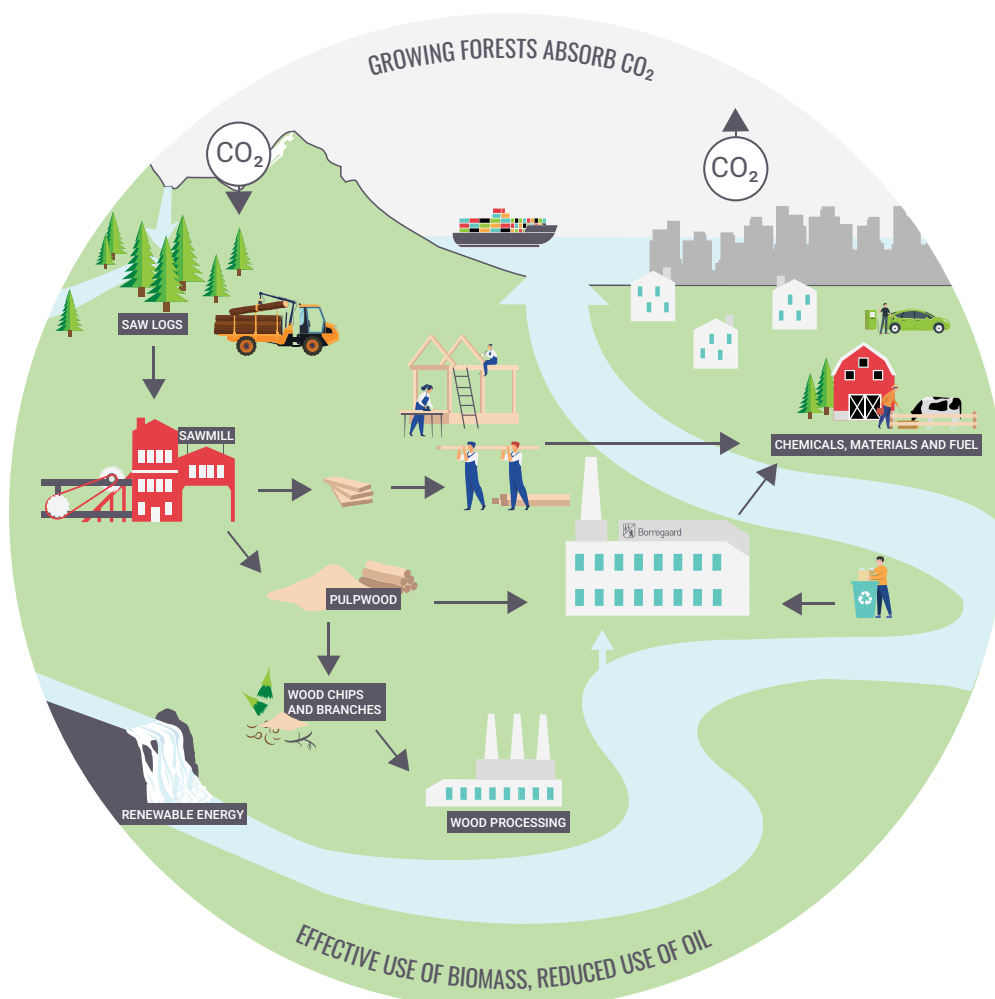 GROWING FORESTS ABSORB CO₂
CO₂
CO₂
SAW LOGS
SAWMILL
CHEMICALS, MATERIALS AND FUEL
Borregaard
PULPWOOD
WOOD CHIPS
AND BRANCHES
RENEWABLE ENERGY
WOOD PROCESSING
EFFECTIVE USE OF BIOMASS, REDUCED USE OF OIL